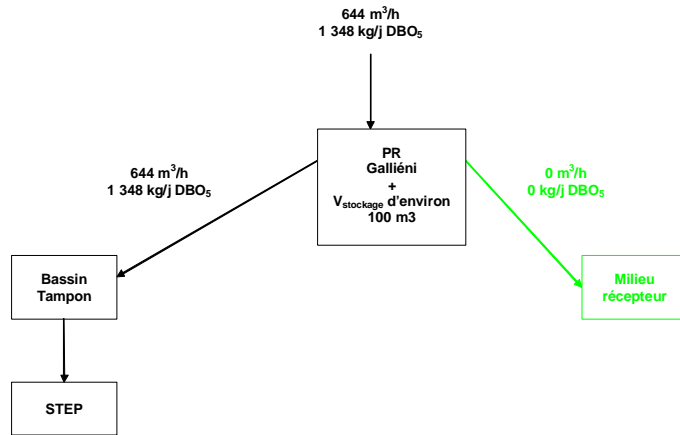 644 m³/h
1 348 kg/j DBO₅
PR
Galliéni
+
Vstockage d'environ
100 m3
644 m³/h
1 348 kg/j DBO₅
0 m³/h
0 kg/j DBO₅
Bassin
Tampon
Milieu
récepteur
STEP